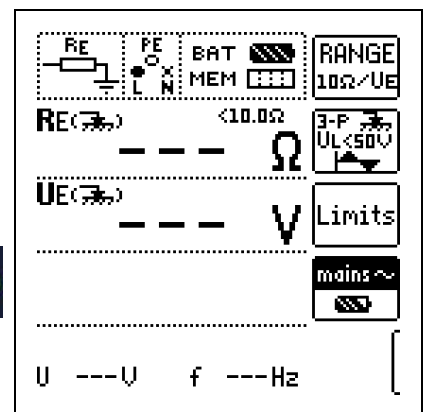 RE PE BAT RANGE
L N MEM 10Ω/UE
RE( ) <10.0Ω 3-P
--- Ω UL<50V
UE( )
--- V Limits
mains~
U ---V f ---Hz